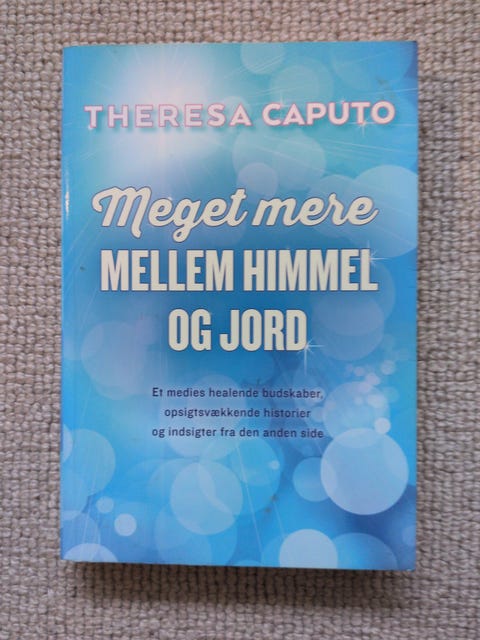 THERESA CAPUTO
Meget mere
MELLEM HIMMEL
OG JORD
Et medies healende budskaber,
opsigtsvækkende historier
og indsigter fra den anden side